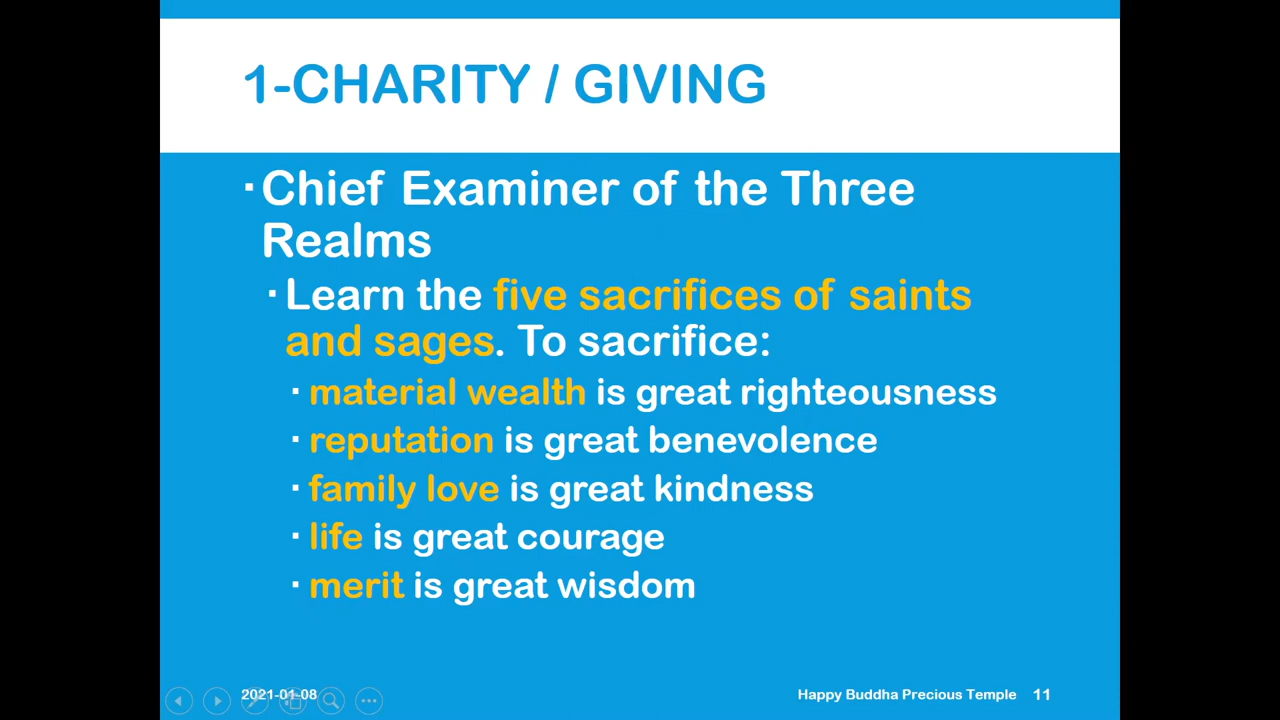 1-CHARITY / GIVING
▪Chief Examiner of the Three
Realms
▪Learn the five sacrifices of saints
and sages. To sacrifice:
▪material wealth is great righteousness
▪reputation is great benevolence
▪family love is great kindness
▪life is great courage
▪merit is great wisdom
2021-01-08
Happy Buddha Precious Temple 11